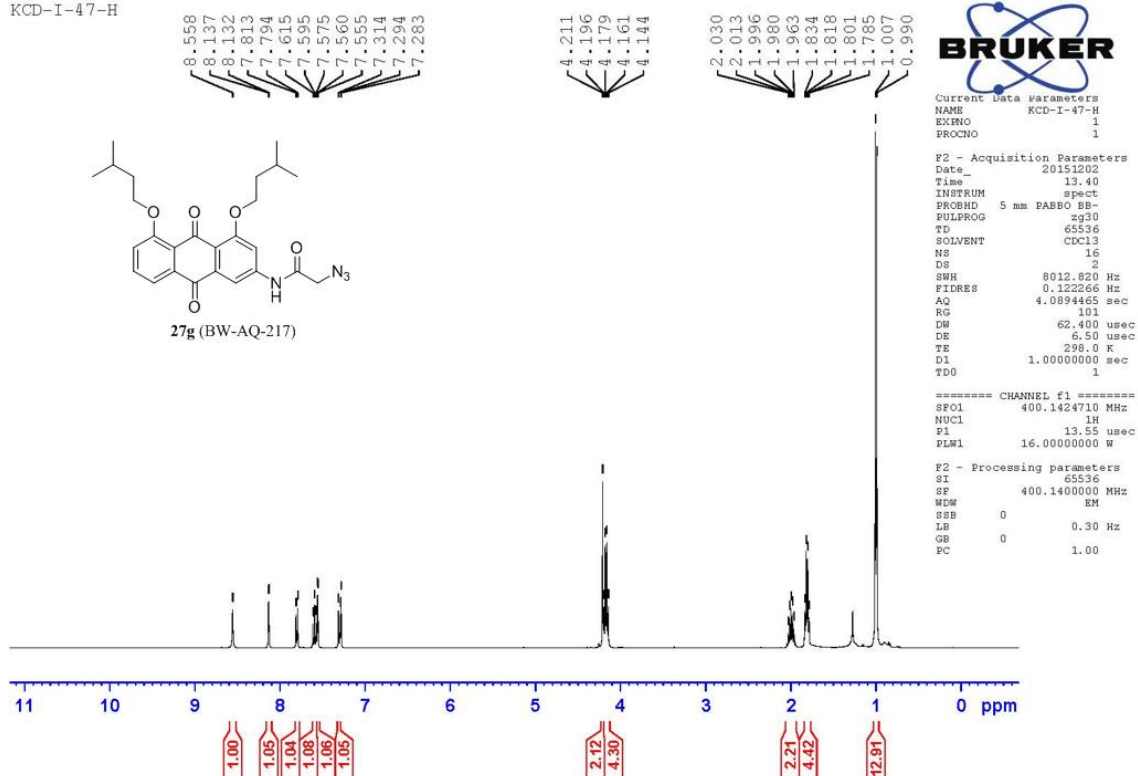 KCD-I-47-H
8.558
8.137
8.132
7.813
7.794
7.615
7.595
7.575
7.560
7.555
7.314
7.294
7.283
4.211
4.196
4.179
4.161
4.144
2.030
2.013
1.996
1.980
1.963
1.834
1.818
1.801
1.785
1.007
0.990
BRUKER
Current Data Parameters
NAME KCD-I-47-H
EXPNO 1
PROCNO 1
F2 - Acquisition Parameters
Date_ 20151202
Time 13.40
INSTRUM spect
PROBHD 5 mm PABBO BB-
PULPROG zg30
TD 65536
SOLVENT CDCl3
NS 16
DS 2
SWH 8012.820 Hz
FIDRES 0.122266 Hz
AQ 4.0894465 sec
RG 101
DW 62.400 usec
DE 6.50 usec
TE 298.0 K
D1 1.00000000 sec
TD0 1
======== CHANNEL f1 ========
SFO1 400.1424710 MHz
NUC1 1H
P1 13.55 usec
PLW1 16.00000000 W
F2 - Processing parameters
SI 65536
SF 400.1400000 MHz
WDW EM
SSB 0
LB 0.30 Hz
GB 0
PC 1.00
O O O
O
N3
N
H
O
27g (BW-AQ-217)
11 10 9 8 7 6 5 4 3 2 1 0 ppm
1.00
1.05
1.04
1.08
1.06
1.05
2.12
4.30
2.21
4.42
12.91